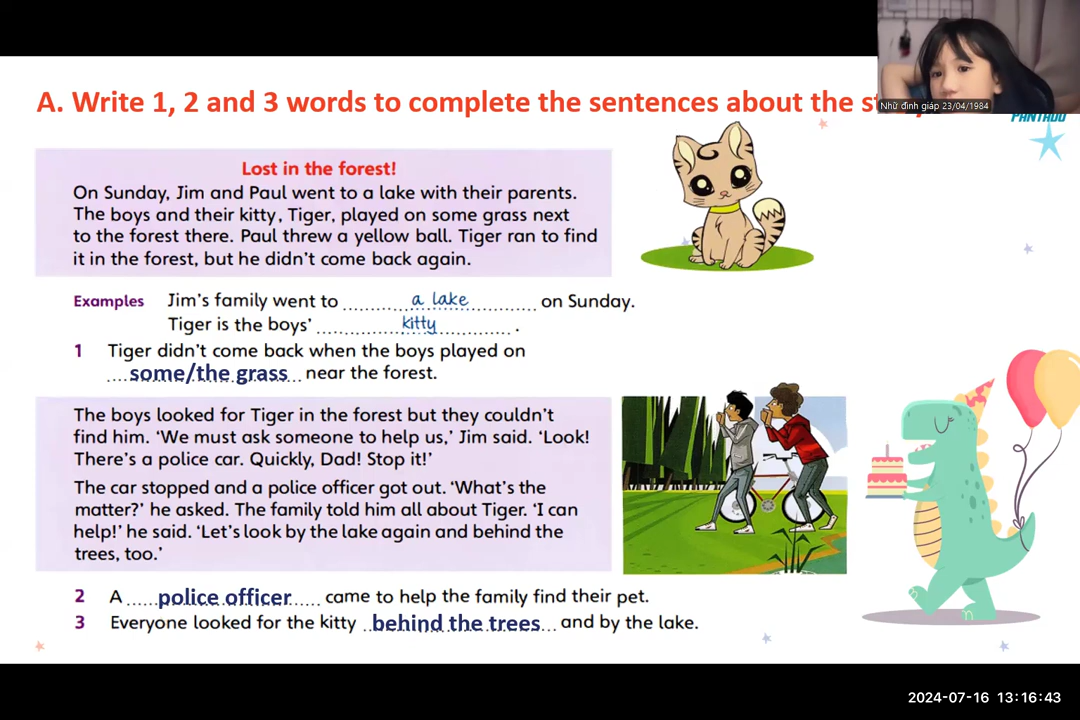 A. Write 1, 2 and 3 words to complete the sentences about the
Nhữ đình giáp 23/04/1984
PANTADO
Lost in the forest!
On Sunday, Jim and Paul went to a lake with their parents.
The boys and their kitty, Tiger, played on some grass next
to the forest there. Paul threw a yellow ball. Tiger ran to find
it in the forest, but he didn't come back again.
Examples Jim's family went to a lake on Sunday.
Tiger is the boys' kitty .
1 Tiger didn't come back when the boys played on
some/the grass near the forest.
The boys looked for Tiger in the forest but they couldn't
find him. 'We must ask someone to help us,' Jim said. 'Look!
There's a police car. Quickly, Dad! Stop it!'
The car stopped and a police officer got out. 'What's the
matter?' he asked. The family told him all about Tiger. 'I can
help!' he said. 'Let's look by the lake again and behind the
trees, too.'
2 A police officer came to help the family find their pet.
3 Everyone looked for the kitty behind the trees and by the lake.
2024-07-16 13:16:43